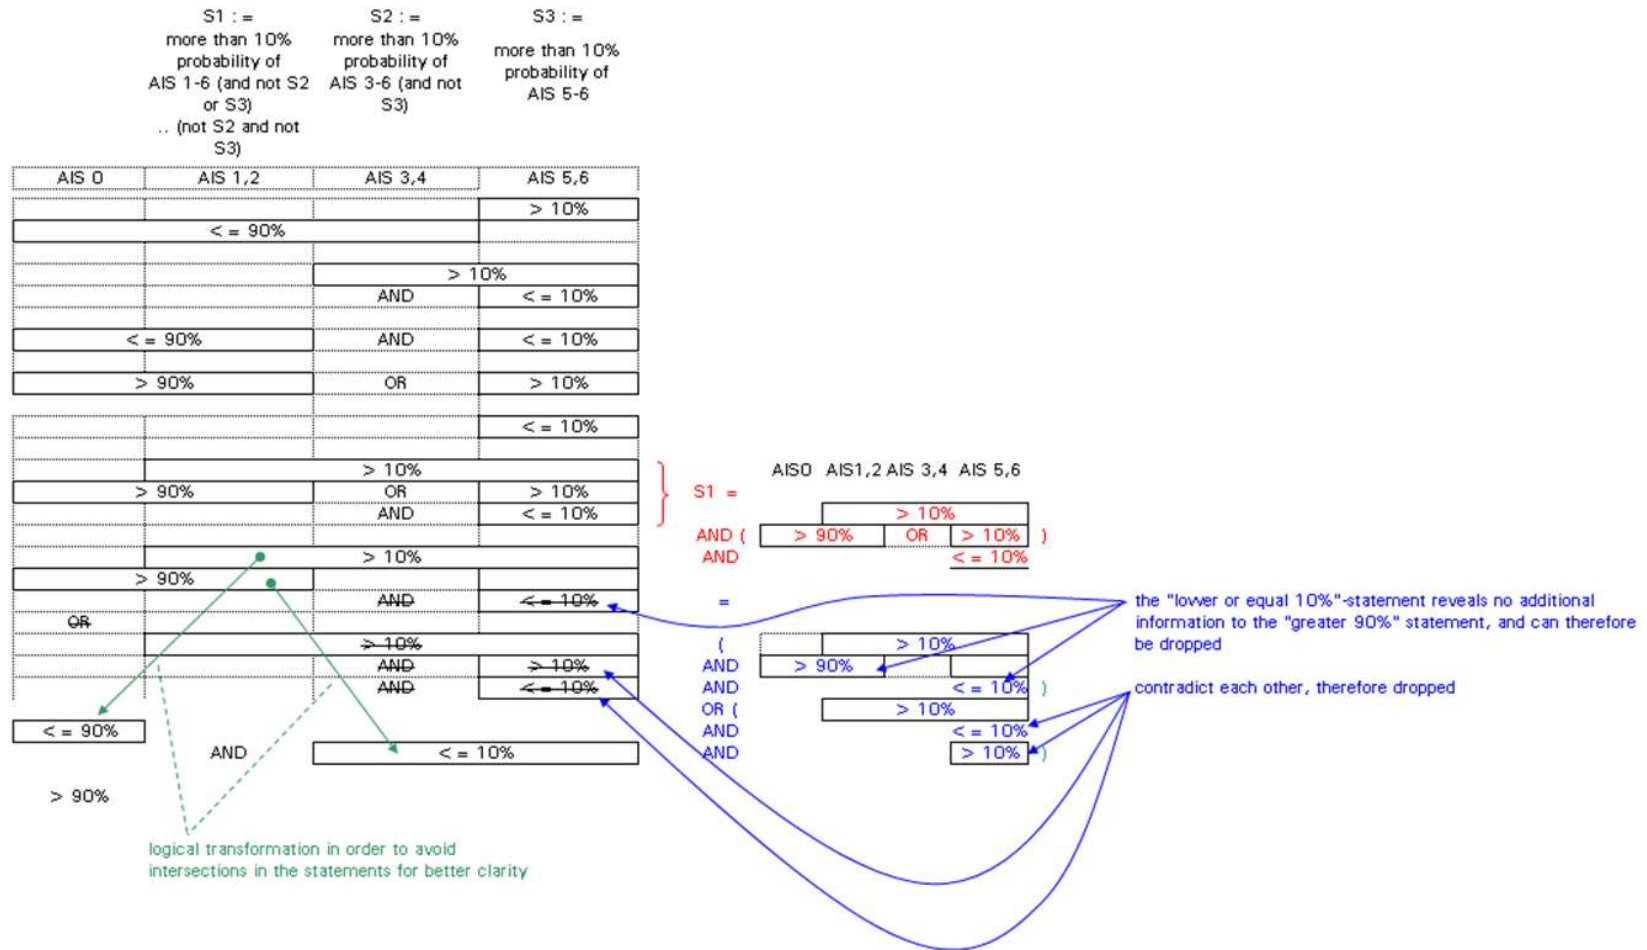 S1 : =
more than 10%
probability of
AIS 1-6 (and not S2
or S3)
.. (not S2 and not
S3)
S2 : =
more than 10%
probability of
AIS 3-6 (and not
S3)
S3 : =
more than 10%
probability of
AIS 5-6
AIS 0 AIS 1,2 AIS 3,4 AIS 5,6
> 10%
< = 90%
> 10%
AND < = 10%
< = 90% AND < = 10%
> 90% OR > 10%
< = 10%
> 10%
> 90% OR > 10%
AND < = 10%
> 10%
> 90%
AND < = 10%
OR
> 10%
AND > 10%
AND < = 10%
< = 90%
AND < = 10%
> 90%
logical transformation in order to avoid
intersections in the statements for better clarity
AIS0 AIS1,2 AIS 3,4 AIS 5,6
S1 =
> 10%
AND ( > 90% OR > 10% )
AND < = 10%
=
( > 10%
AND > 90%
AND < = 10% )
OR ( > 10%
AND < = 10%
AND > 10% )
the "lower or equal 10%"-statement reveals no additional
information to the "greater 90%" statement, and can therefore
be dropped
contradict each other, therefore dropped